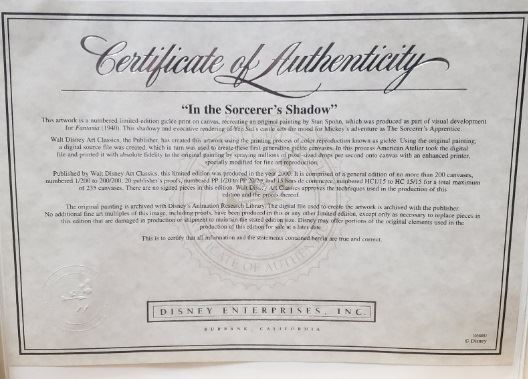 Certificate of Authenticity
"In the Sorcerer's Shadow"
This artwork is a numbered limited-edition giclée print on canvas, recreating an original painting by Stan Spohn, which was produced as part of visual development
for Fantasia (1940). This shadowy and evocative rendering of Yen Sid's castle sets the mood for Mickey's adventure as The Sorcerer's Apprentice.
Walt Disney Art Classics, the Publisher, has created this artwork using the printing process of color reproduction known as giclée. Using the original painting,
a digital source file was created, which in turn was used to create these first generation giclée canvases. In this process American Atelier took the digital
file and printed it with absolute fidelity to the original painting by spraying millions of pixel-sized drops per second onto canvas with an enhanced printer,
specially modified for fine art reproduction.
Published by Walt Disney Art Classics, this limited edition was produced in the year 2000. It is comprised of a general edition of no more than 200 canvases,
numbered 1/200 to 200/200; 20 publisher's proofs, numbered PP 1/20 to PP 20/20; and 15 hors de commerce, numbered HC1/15 to HC 15/15 for a total maximum
of 235 canvases. There are no signed pieces in this edition. Walt Disney Art Classics approves the techniques used in the production of this
edition and the proofs thereof.
The original painting is archived with Disney's Animation Research Library. The digital file used to create the artwork is archived with the publisher.
No additional fine art multiples of this image, including proofs, have been produced in this or any other limited edition, except only as necessary to replace pieces in
this edition that are damaged in production or shipment to maintain the stated edition size. Disney may offer portions of the original elements used in the
production of this edition for sale at a later date.
This is to certify that all information and the statements contained herein are true and correct.
CATE OF AUTHEN
DISNEY ENTERPRISES, INC.
BURBANK, CALIFORNIA
© Disney